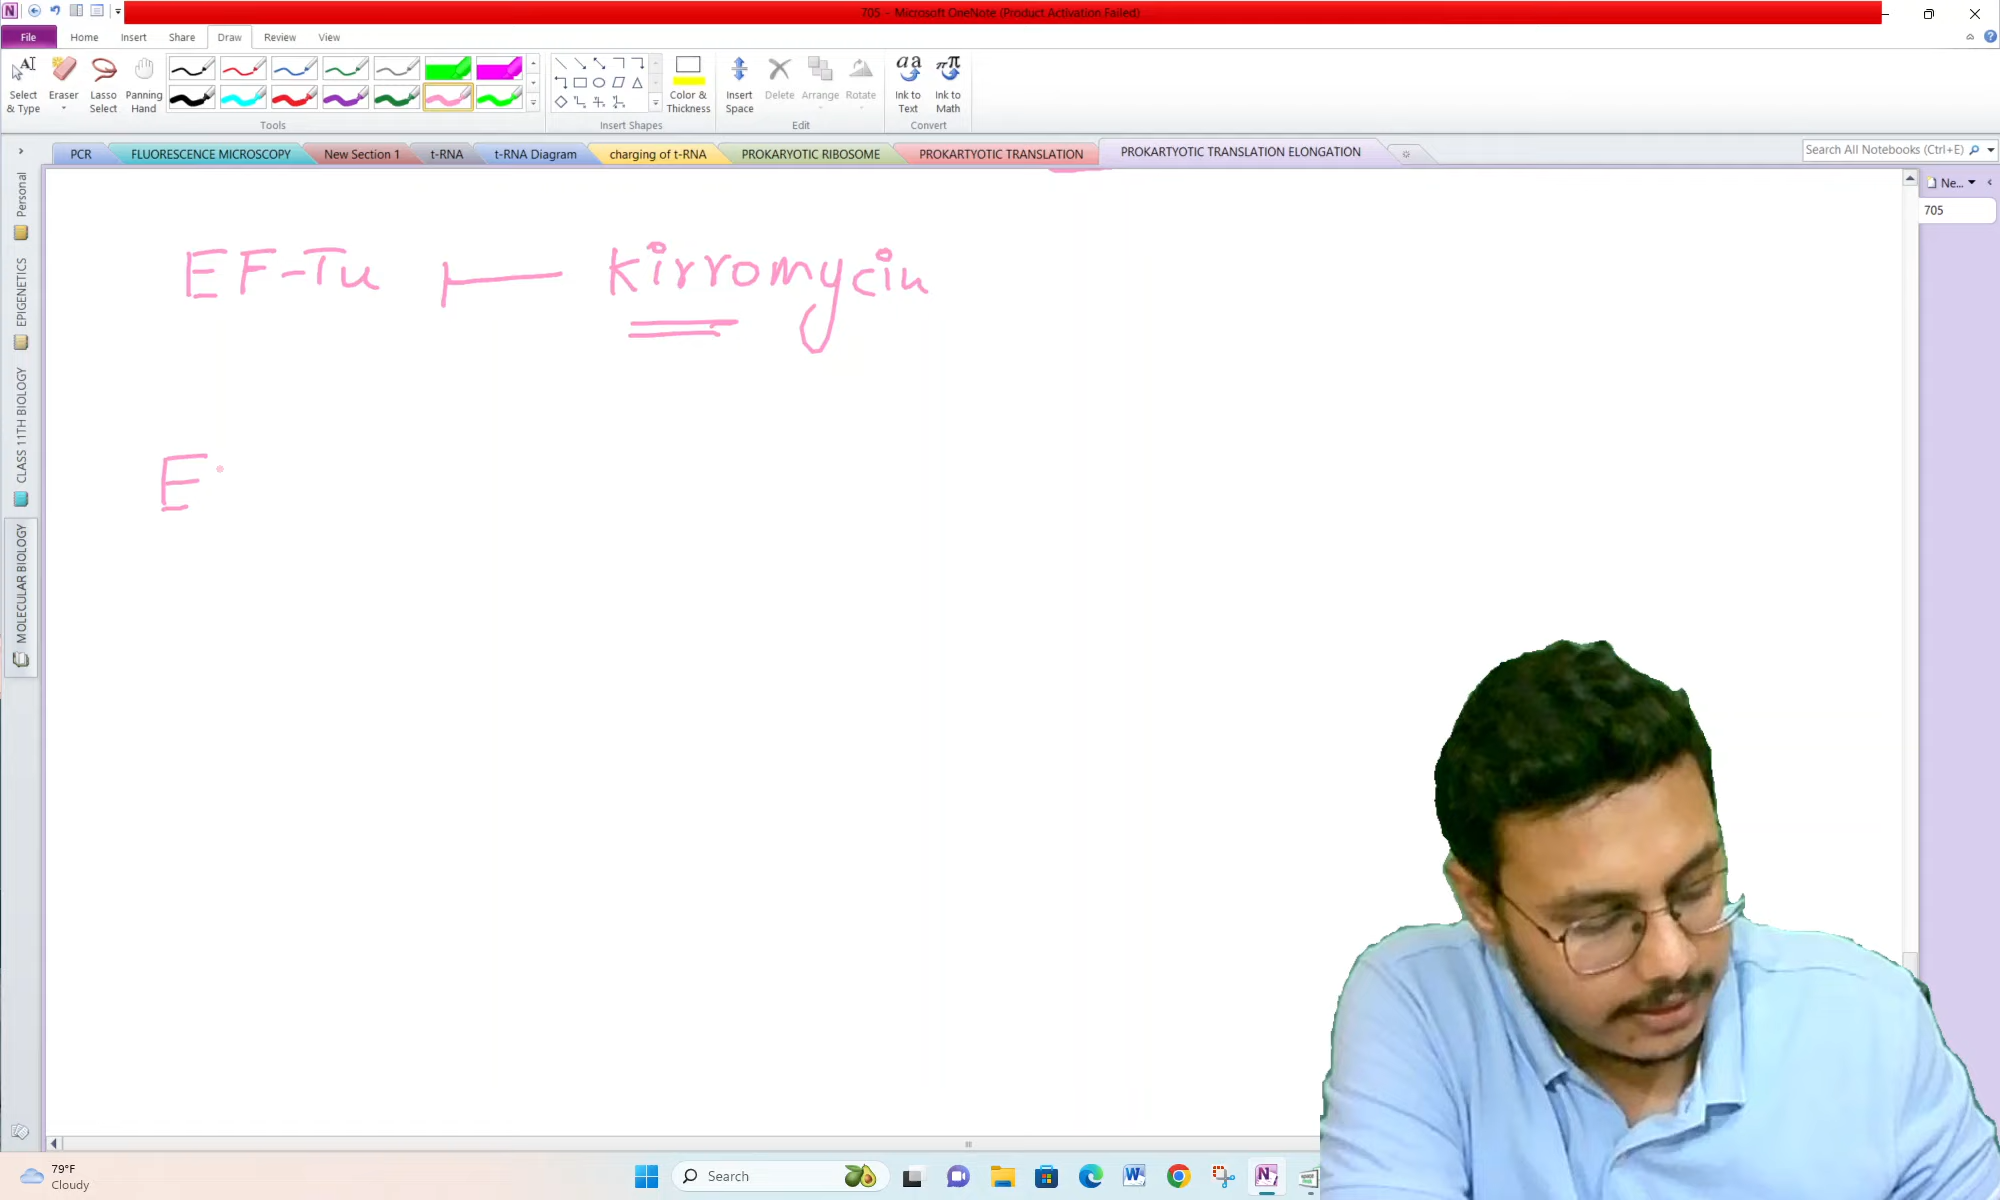 705 - Microsoft OneNote (Product Activation Failed)
File Home Insert Share Draw Review View
Select & Type
Eraser
Lasso Select
Panning Hand
Color & Thickness
Insert Space
Delete
Arrange
Rotate
Ink to Text
Ink to Math
Tools Insert Shapes Edit Convert
PCR FLUORESCENCE MICROSCOPY New Section 1 t-RNA t-RNA Diagram charging of t-RNA PROKARYOTIC RIBOSOME PROKARTYOTIC TRANSLATION PROKARTYOTIC TRANSLATION ELONGATION Search All Notebooks (Ctrl+E)
Ne...
705
Personal
EPIGENETICS
CLASS 11TH BIOLOGY
MOLECULAR BIOLOGY
EF-Tu Kirromycin
E
79°F
Cloudy
Search